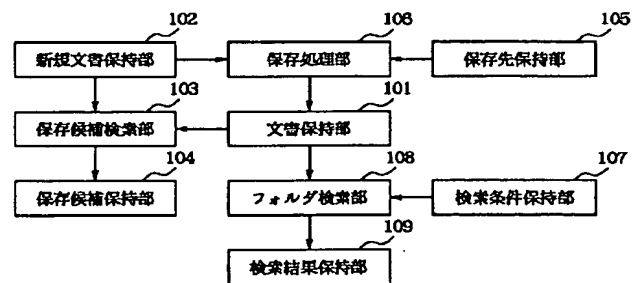 102
106
105
新規文書保持部
保存処理部
保存先保持部
103
101
保存候補検索部
文書保持部
104
108
107
保存候補保持部
フォルダ検索部
検索条件保持部
109
検索結果保持部